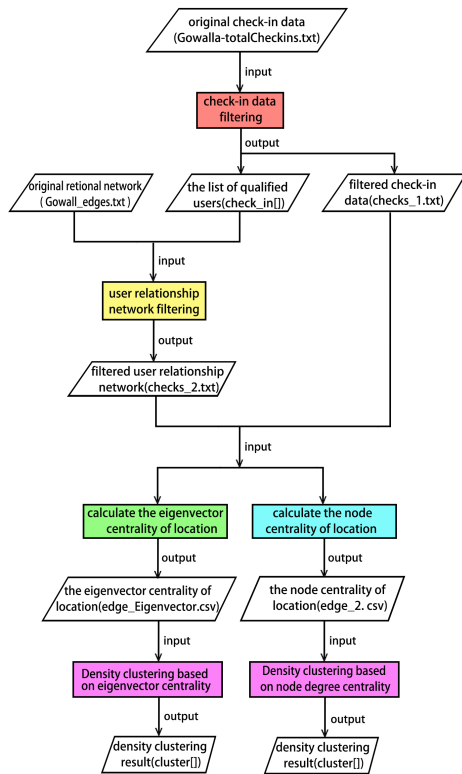 original check-in data
(Gowalla-totalCheckins.txt)
input
check-in data
filtering
output
original retional network
( Gowall_edges.txt )
the list of qualified
users(check_in[])
filtered check-in
data(checks_1.txt)
input
user relationship
network filtering
output
filtered user relationship
network(checks_2.txt)
input
calculate the eigenvector
centrality of location
calculate the node
centrality of location
output
output
the eigenvector centrality of
location(edge_Eigenvector.csv)
the node centrality of
location(edge_2. csv)
input
input
Density clustering based
on eigenvector centrality
Density clustering based
on node degree centrality
output
output
density clustering
result(cluster[])
density clustering
result(cluster[])